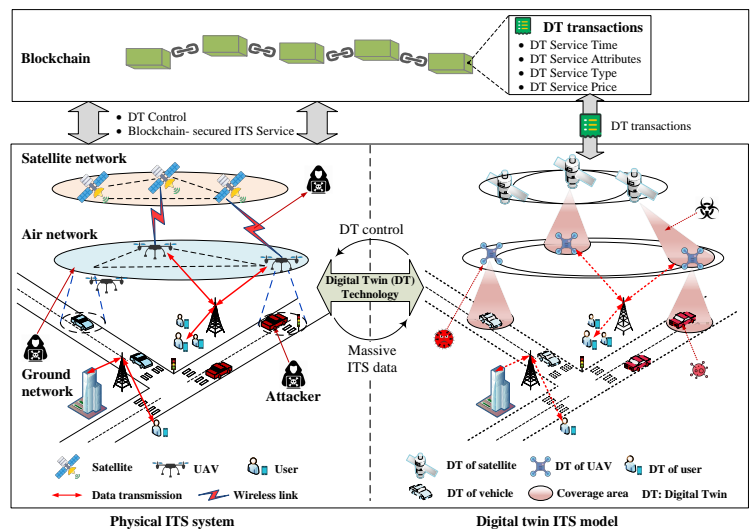 Blockchain
DT transactions
• DT Service Time
• DT Service Attributes
• DT Service Type
• DT Service Price
• DT Control
• Blockchain- secured ITS Service
DT transactions
Satellite network
Air network
Ground
network
Attacker
DT control
Digital Twin (DT)
Technology
Massive
ITS data
Satellite
UAV
User
Data transmission
Wireless link
DT of satellite
DT of UAV
DT of user
DT of vehicle
Coverage area
DT: Digital Twin
Physical ITS system
Digital twin ITS model